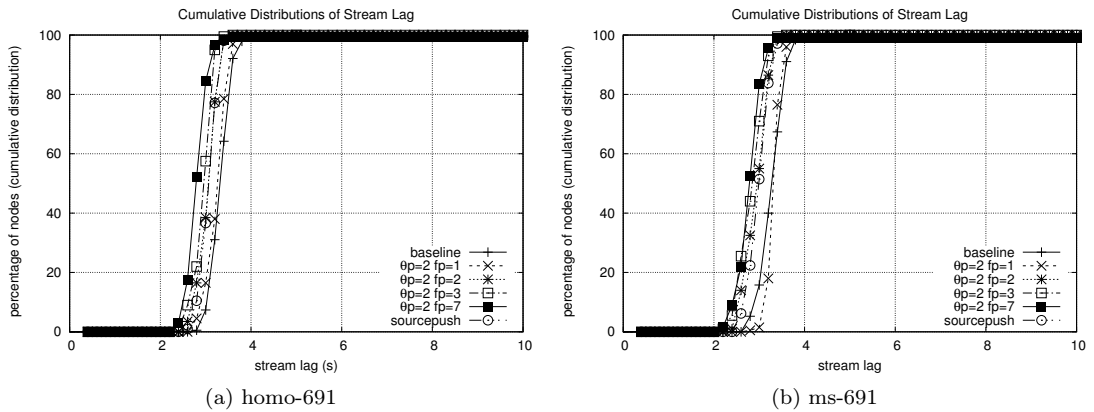 Cumulative Distributions of Stream Lag
percentage of nodes (cumulative distribution)
100
80
60
40
20
0
0 2 4 6 8 10
stream lag (s)
baseline
θp=2 fp=1
θp=2 fp=2
θp=2 fp=3
θp=2 fp=7
sourcepush
(a) homo-691
Cumulative Distributions of Stream Lag
percentage of nodes (cumulative distribution)
100
80
60
40
20
0
0 2 4 6 8 10
stream lag
baseline
θp=2 fp=1
θp=2 fp=2
θp=2 fp=3
θp=2 fp=7
sourcepush
(b) ms-691